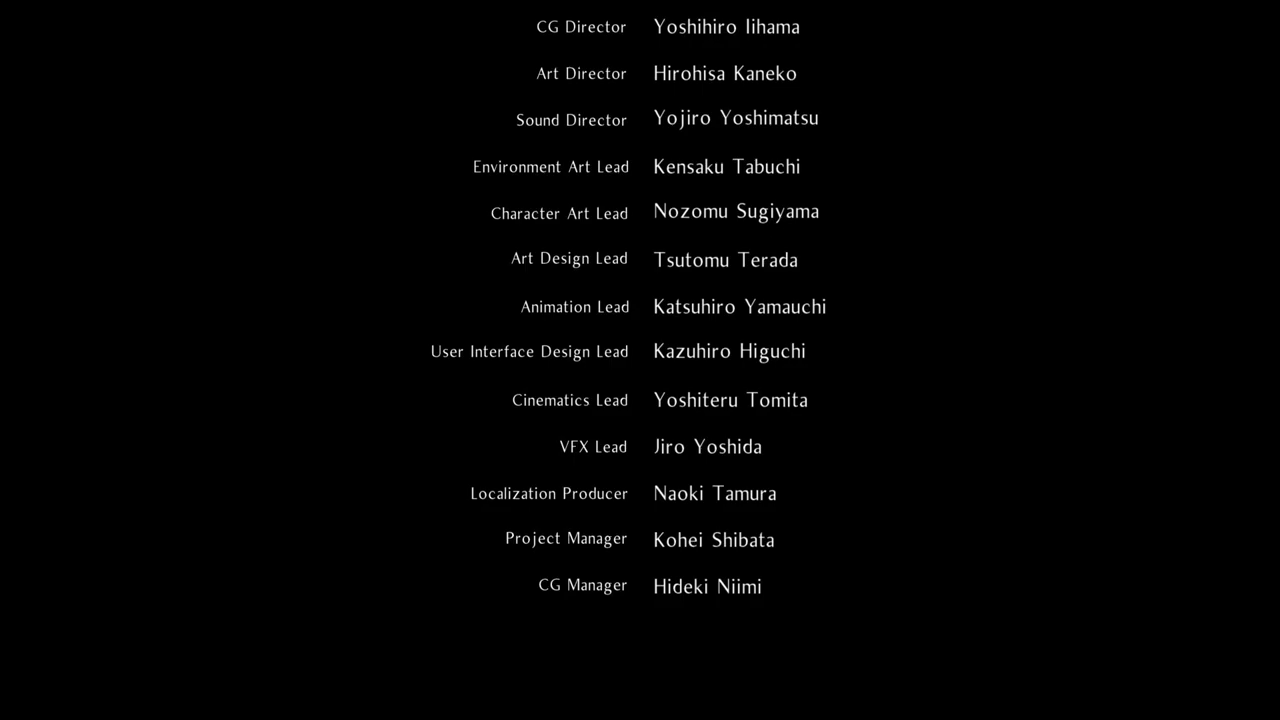 CG Director Yoshihiro Iihama
Art Director Hirohisa Kaneko
Sound Director Yojiro Yoshimatsu
Environment Art Lead Kensaku Tabuchi
Character Art Lead Nozomu Sugiyama
Art Design Lead Tsutomu Terada
Animation Lead Katsuhiro Yamauchi
User Interface Design Lead Kazuhiro Higuchi
Cinematics Lead Yoshiteru Tomita
VFX Lead Jiro Yoshida
Localization Producer Naoki Tamura
Project Manager Kohei Shibata
CG Manager Hideki Niimi